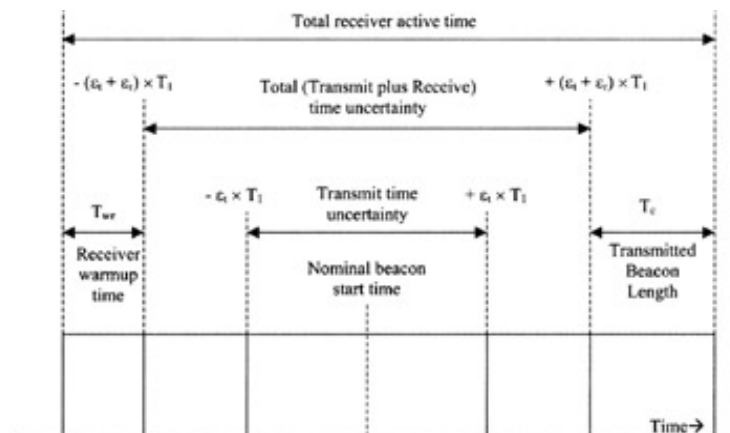 Total receiver active time
- (εt + εr) × T1
Total (Transmit plus Receive)
time uncertainty
+ (εt + εr) × T1
Twr
- εt × T1
Transmit time
uncertainty
+ εt × T1
Tc
Receiver
warmup
time
Nominal beacon
start time
Transmitted
Beacon
Length
Time→